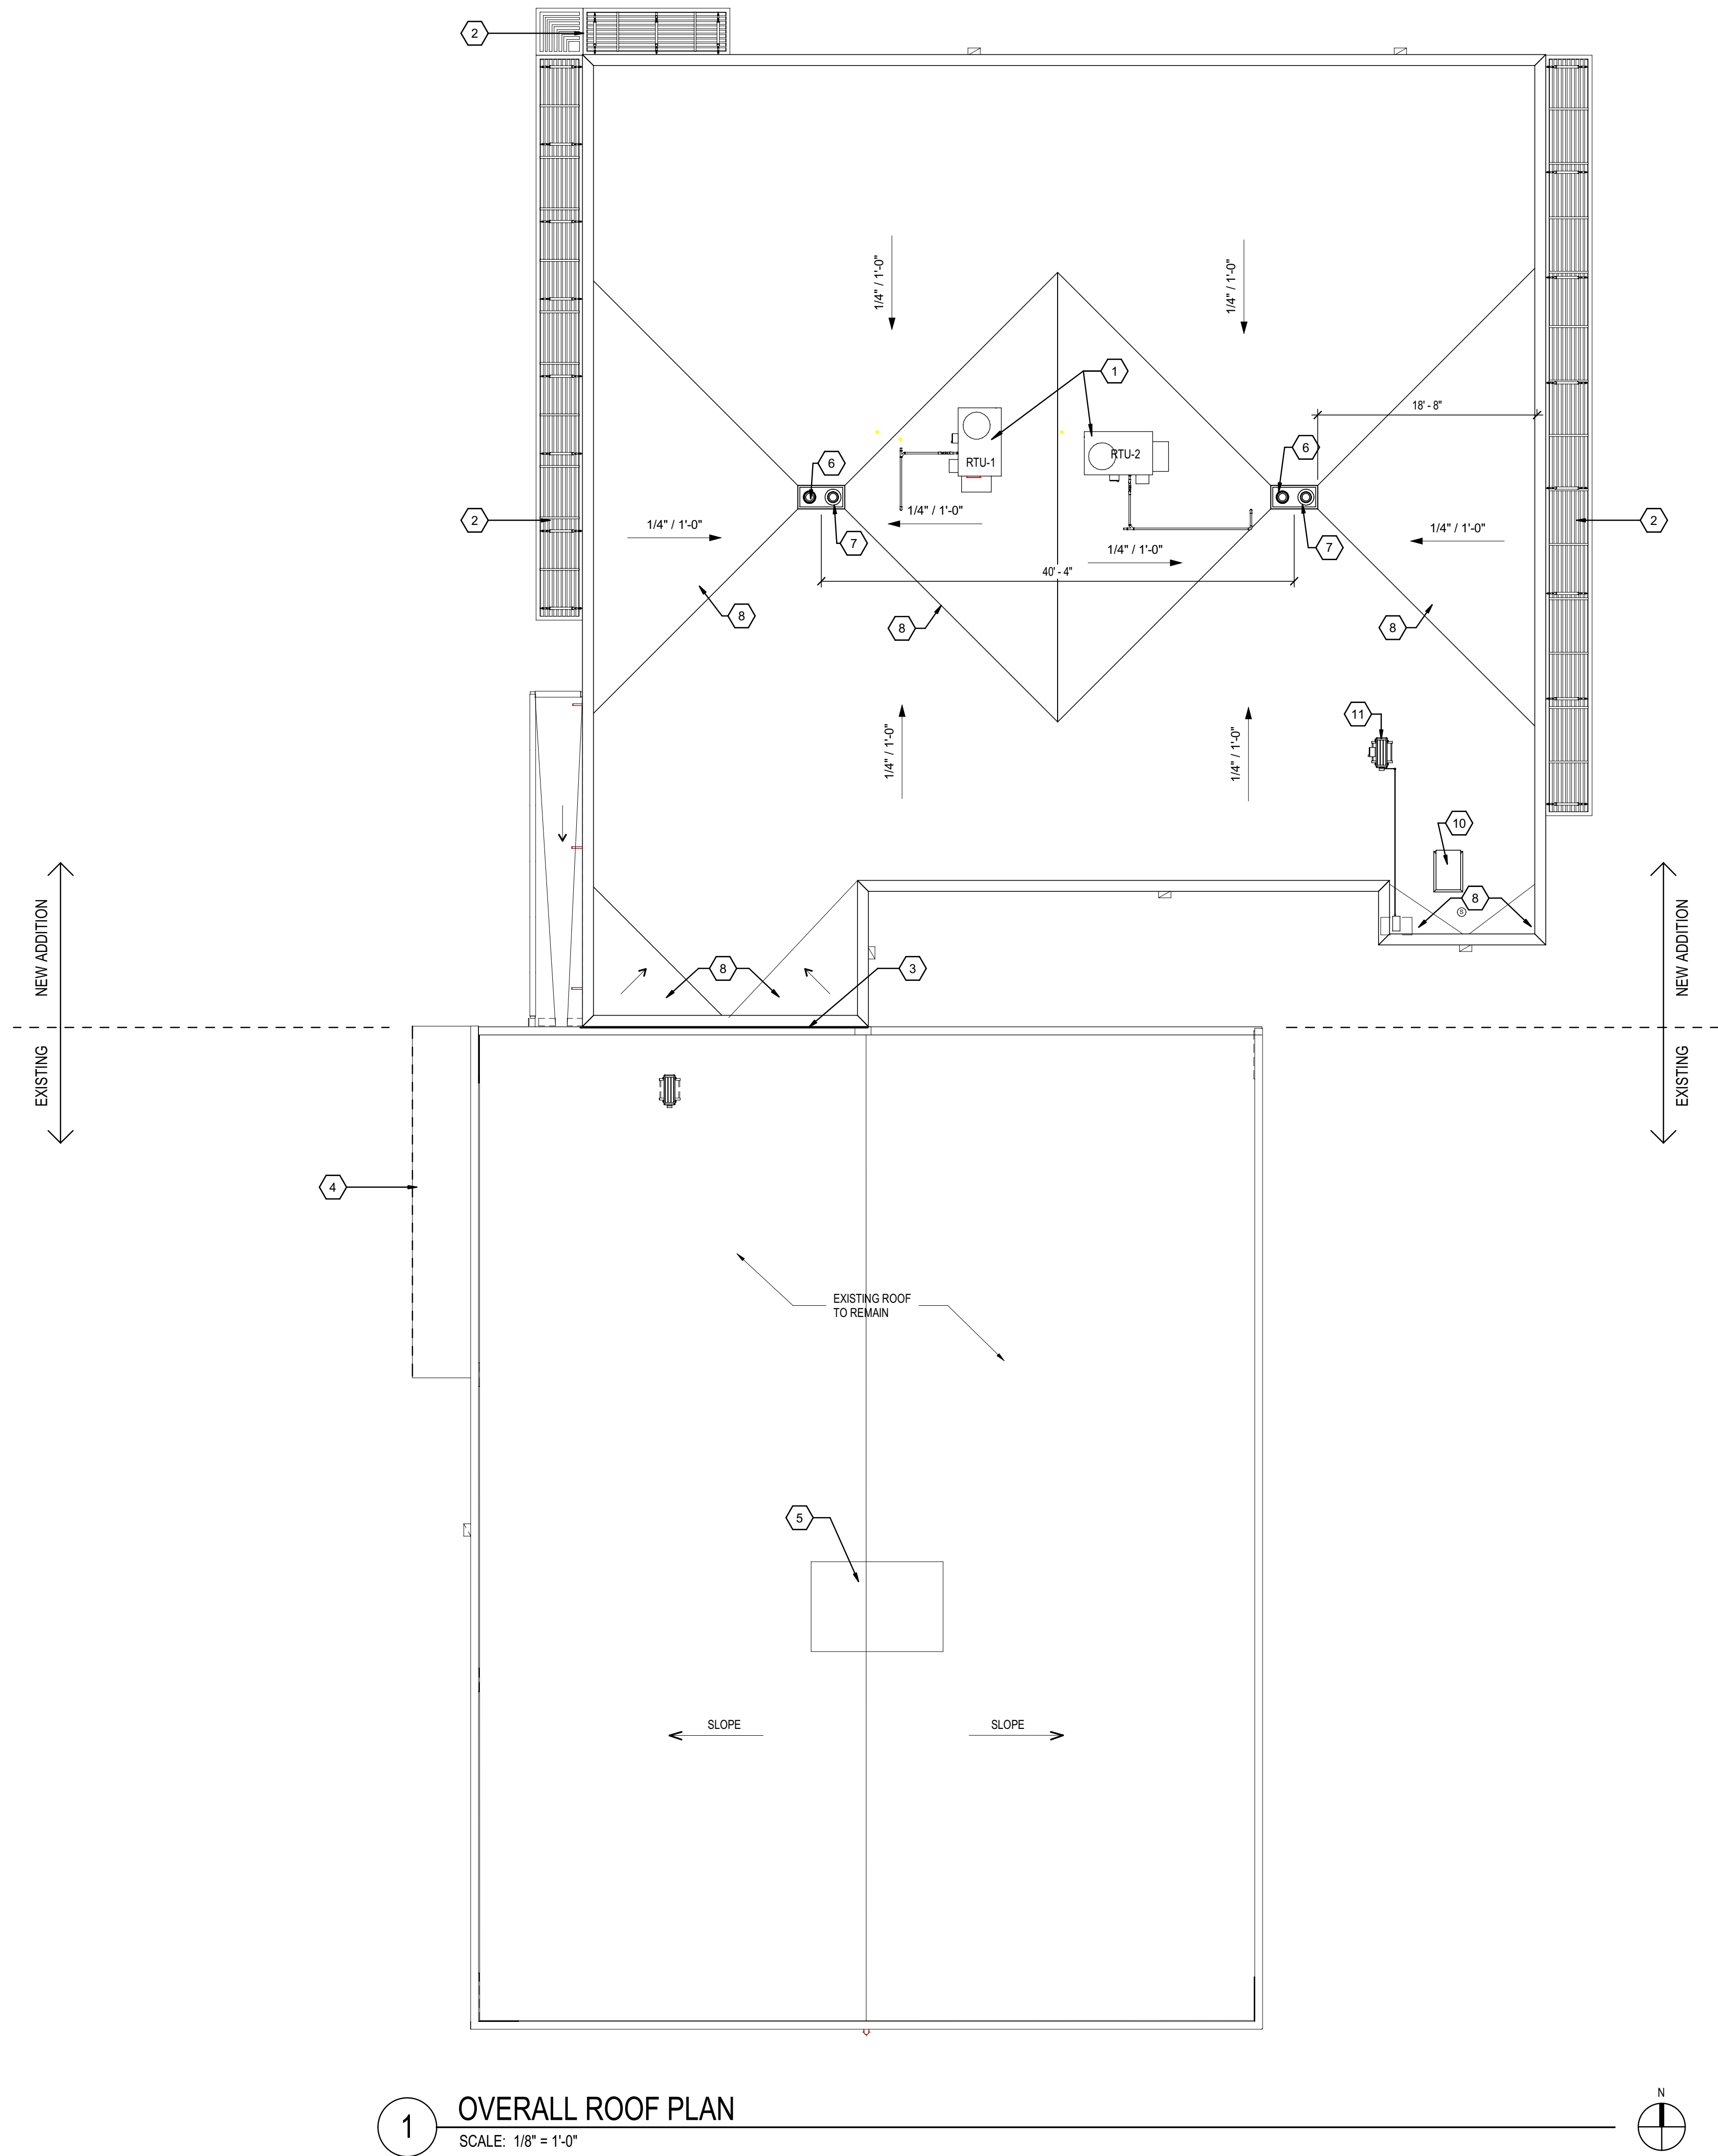 2
1/4" / 1'-0"
1/4" / 1'-0"
1
18' - 8"
RTU-1
RTU-2
6
6
2
1/4" / 1'-0"
1/4" / 1'-0"
1/4" / 1'-0"
2
7
1/4" / 1'-0"
7
40' - 4"
8
8
8
1/4" / 1'-0"
1/4" / 1'-0"
11
10
8
S
NEW ADDITION
NEW ADDITION
8
3
EXISTING
EXISTING
4
EXISTING ROOF
TO REMAIN
5
SLOPE
SLOPE
1
OVERALL ROOF PLAN
SCALE: 1/8" = 1'-0"
N